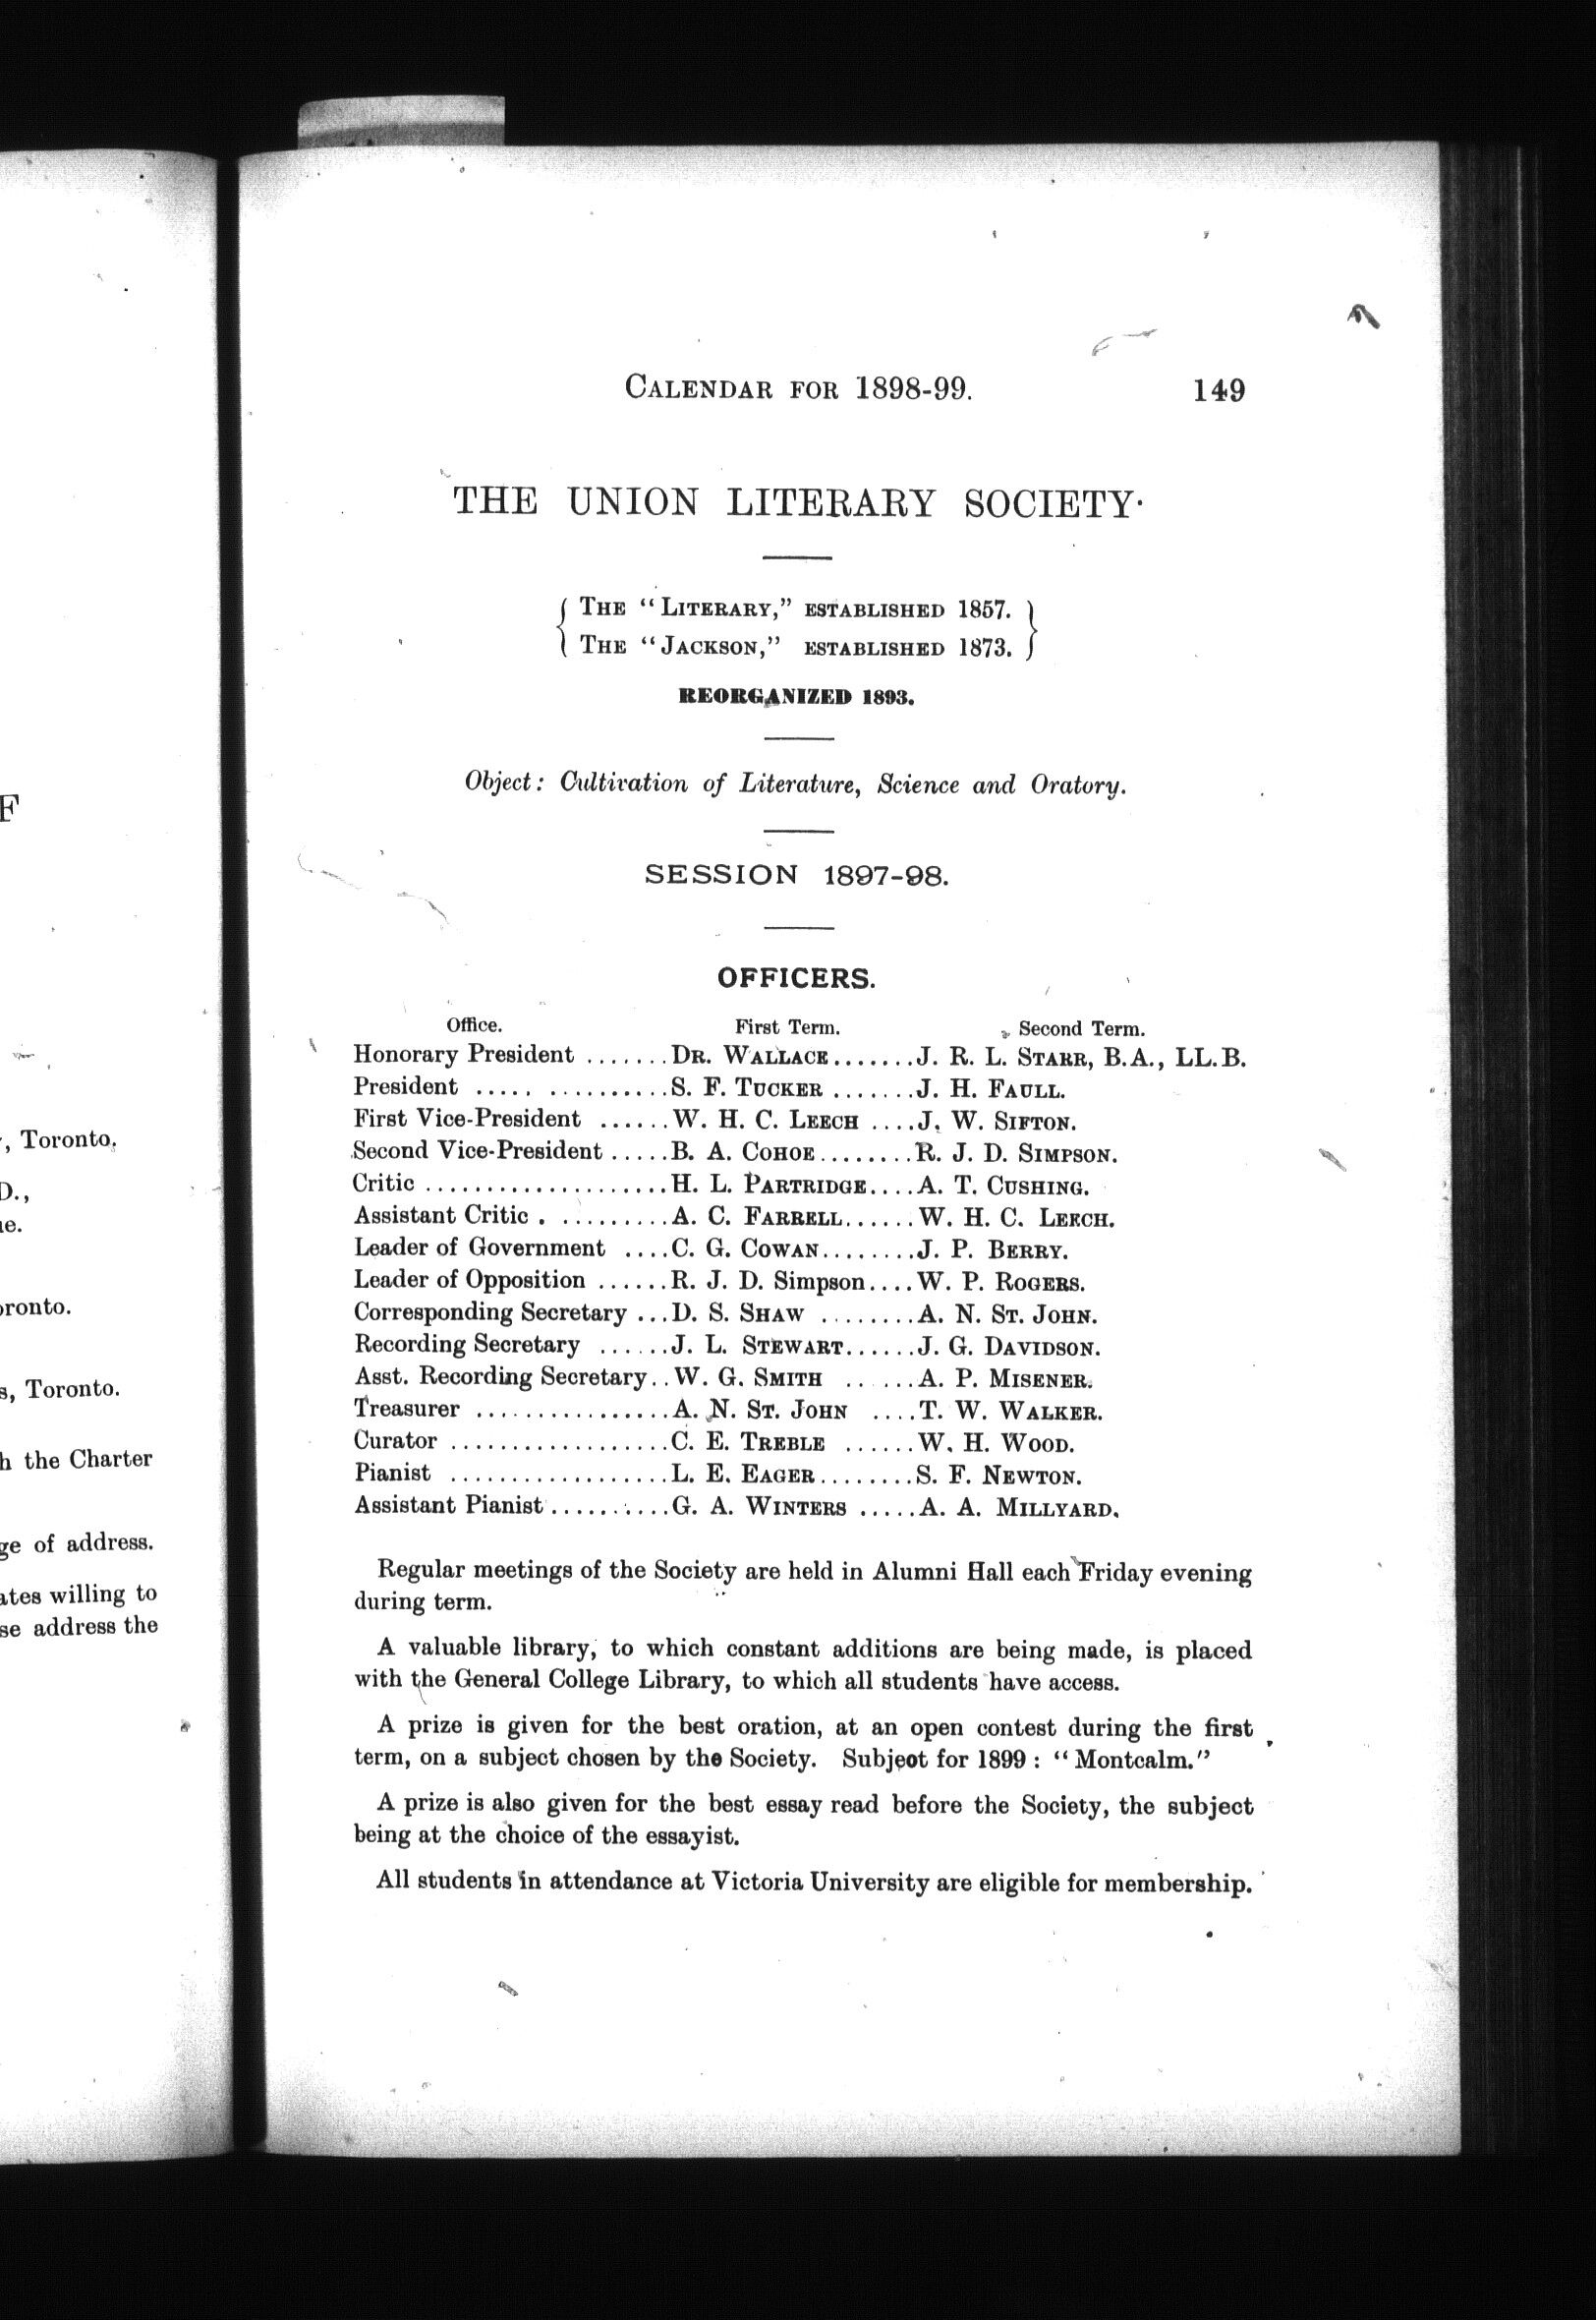 F
, Toronto.
D.,
ne.
oronto.
s, Toronto.
h the Charter
ge of address.
ates willing to
se address the
CALENDAR FOR 1898-99. 149
THE UNION LITERARY SOCIETY.
THE "LITERARY," ESTABLISHED 1857.
THE "JACKSON," ESTABLISHED 1873.
REORGANIZED 1893.
Object: Cultivation of Literature, Science and Oratory.
SESSION 1897-98.
OFFICERS.
Office. First Term. Second Term.
Honorary President .......DR. WALLACE.......J. R. L. STARR, B.A., LL.B.
President ..... ..........S. F. TUCKER .......J. H. FAULL.
First Vice-President ......W. H. C. LEECH ....J. W. SIFTON.
Second Vice-President .....B. A. COHOE........R. J. D. SIMPSON.
Critic ....................H. L. PARTRIDGE....A. T. CUSHING.
Assistant Critic . .........A. C. FARRELL......W. H. C. LEECH.
Leader of Government ....C. G. COWAN........J. P. BERRY.
Leader of Opposition ......R. J. D. Simpson....W. P. ROGERS.
Corresponding Secretary ...D. S. SHAW ........A. N. ST. JOHN.
Recording Secretary ......J. L. STEWART......J. G. DAVIDSON.
Asst. Recording Secretary..W. G. SMITH ......A. P. MISENER.
Treasurer ................A. N. ST. JOHN ....T. W. WALKER.
Curator ..................C. E. TREBLE ......W. H. WOOD.
Pianist ..................L. E. EAGER........S. F. NEWTON.
Assistant Pianist..........G. A. WINTERS .....A. A. MILLYARD.
Regular meetings of the Society are held in Alumni Hall each Friday evening
during term.
A valuable library, to which constant additions are being made, is placed
with the General College Library, to which all students have access.
A prize is given for the best oration, at an open contest during the first
term, on a subject chosen by the Society. Subject for 1899 : "Montcalm."
A prize is also given for the best essay read before the Society, the subject
being at the choice of the essayist.
All students in attendance at Victoria University are eligible for membership.